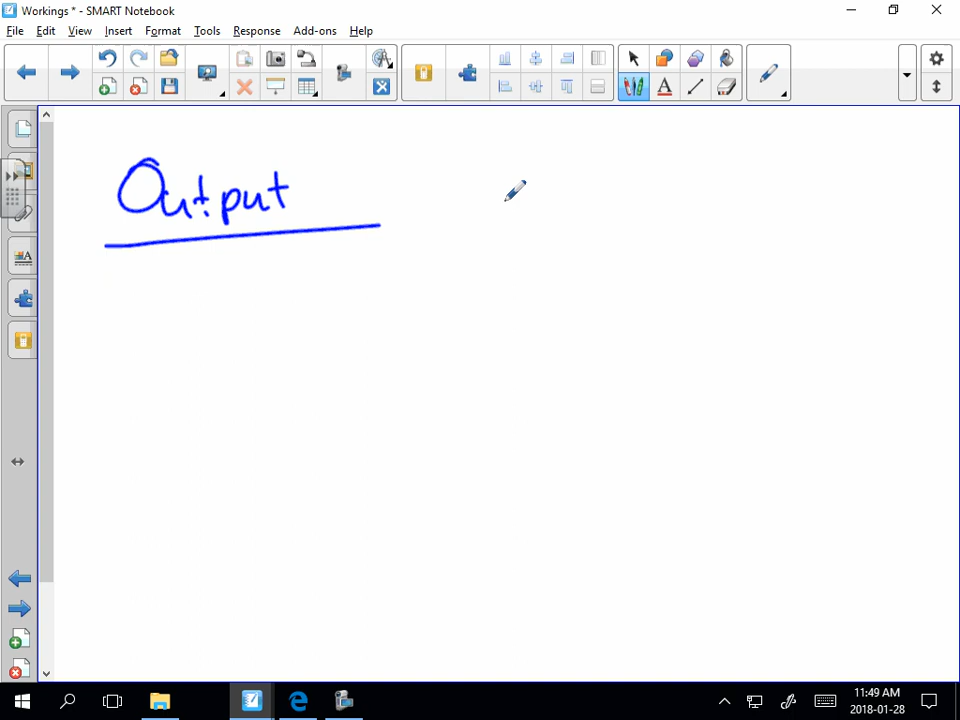 Workings * - SMART Notebook
File Edit View Insert Format Tools Response Add-ons Help
Output
11:49 AM
2018-01-28